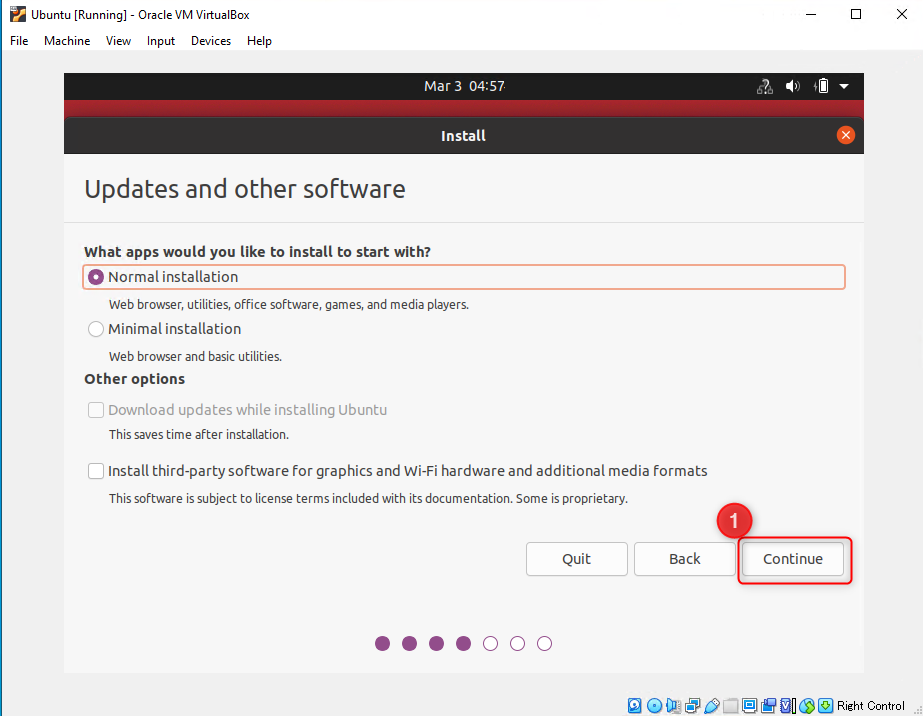 Ubuntu [Running] - Oracle VM VirtualBox
File Machine View Input Devices Help
Mar 3 04:57
Install
Updates and other software
What apps would you like to install to start with?
Normal installation
Web browser, utilities, office software, games, and media players.
Minimal installation
Web browser and basic utilities.
Other options
Download updates while installing Ubuntu
This saves time after installation.
Install third-party software for graphics and Wi-Fi hardware and additional media formats
This software is subject to license terms included with its documentation. Some is proprietary.
1
Quit Back Continue
Right Control